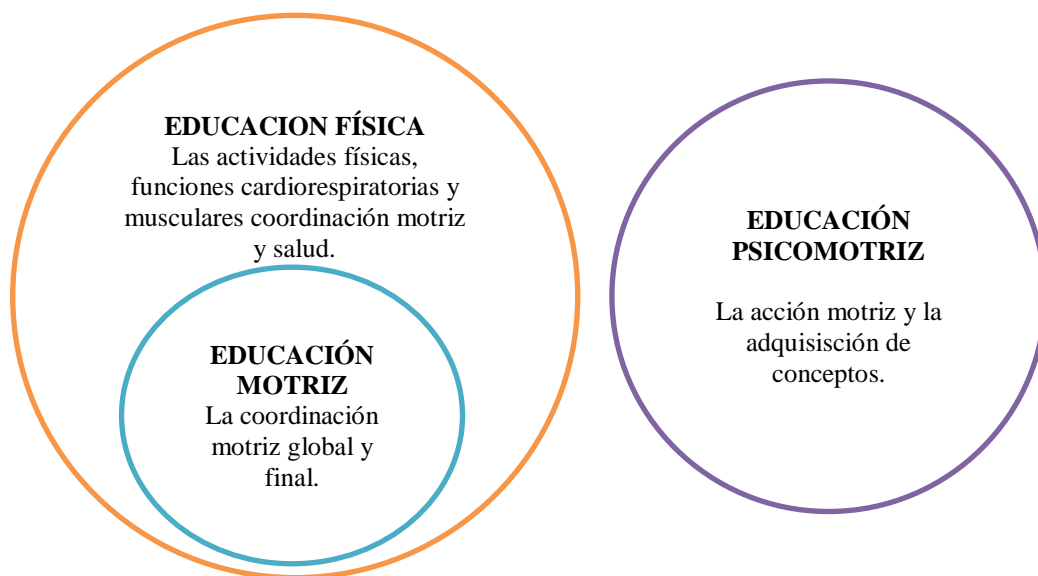 EDUCACION FÍSICA
Las actividades físicas,
funciones cardiorespiratorias y
musculares coordinación motriz
y salud.
EDUCACIÓN
MOTRIZ
La coordinación
motriz global y
final.
EDUCACIÓN
PSICOMOTRIZ
La acción motriz y la
adquisisción de
conceptos.